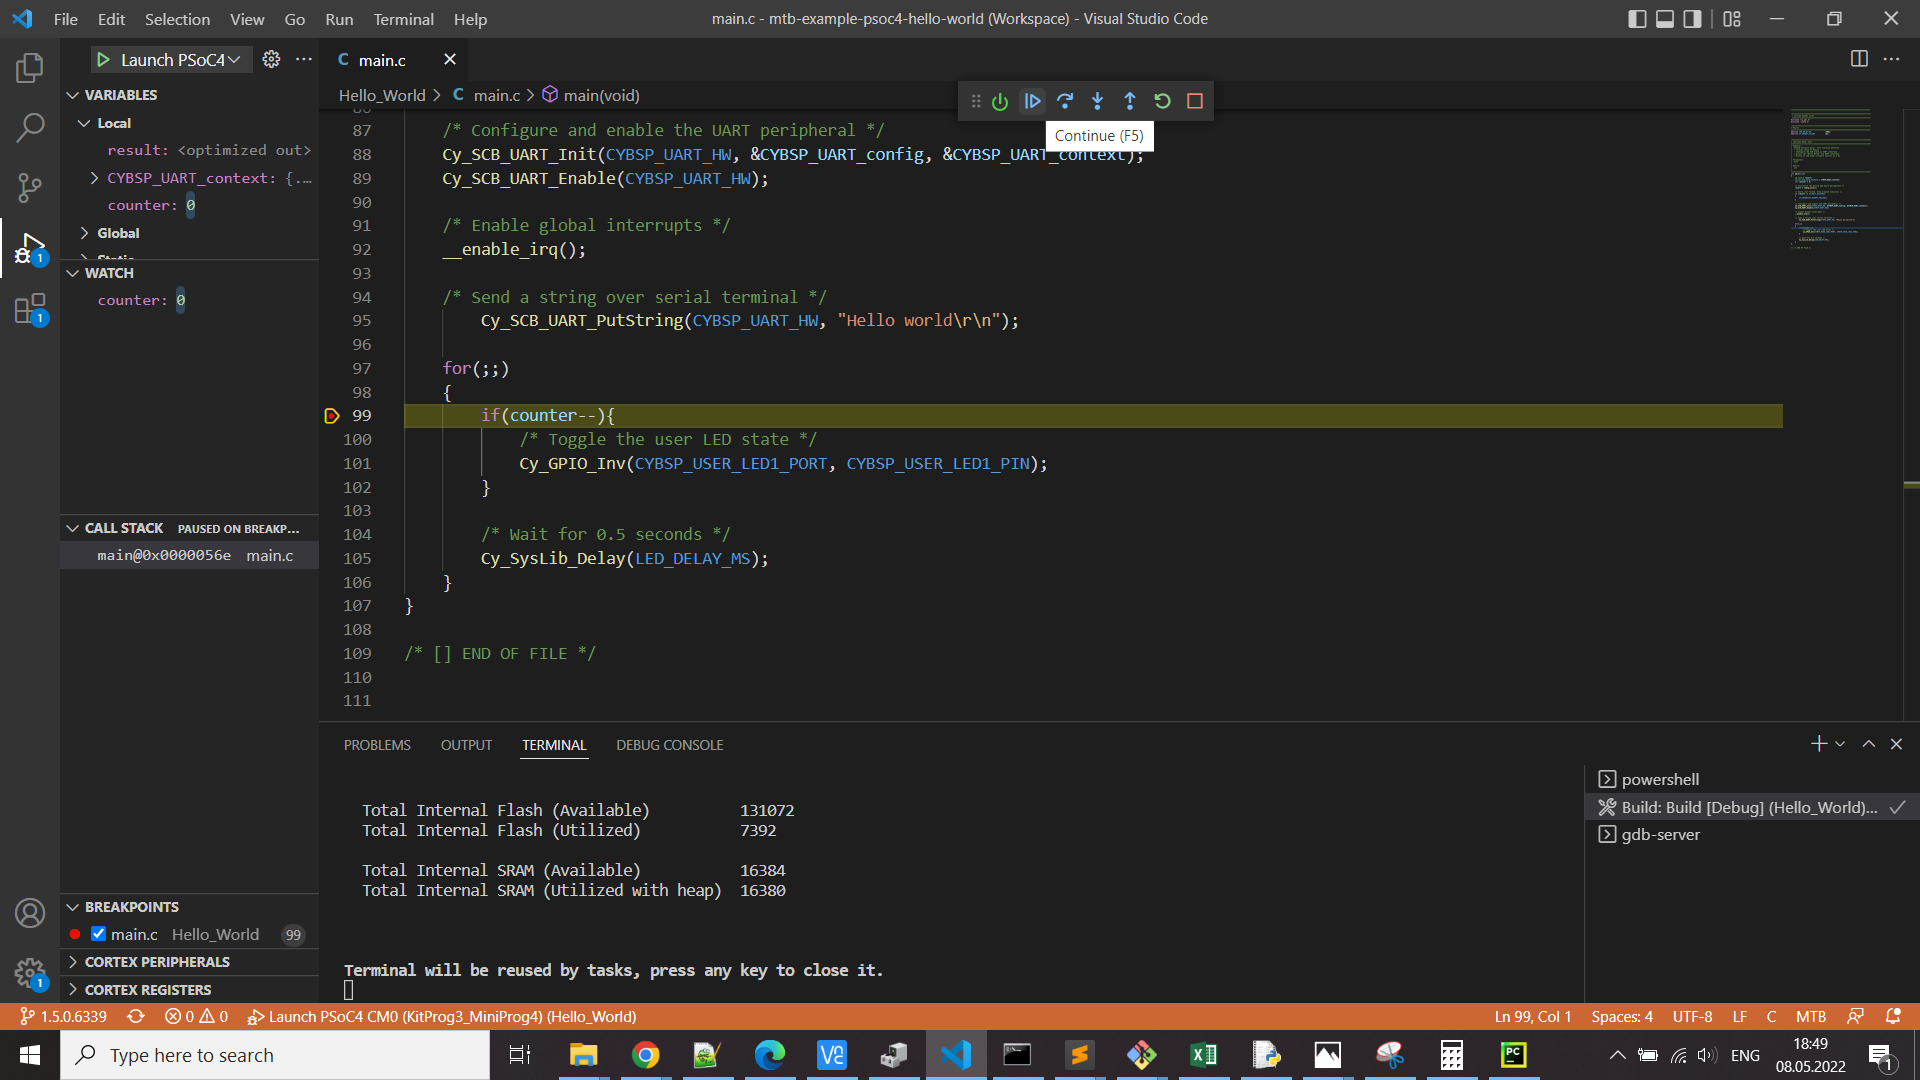 File Edit Selection View Go Run Terminal Help
main.c - mtb-example-psoc4-hello-world (Workspace) - Visual Studio Code
Launch PSoC4
VARIABLES
Local
result: <optimized out>
CYBSP_UART_context: {...
counter: 0
Global
WATCH
counter: 0
CALL STACK PAUSED ON BREAKP...
main@0x0000056e main.c
BREAKPOINTS
main.c Hello_World 99
CORTEX PERIPHERALS
CORTEX REGISTERS
1
1
1
C main.c
Hello_World > C main.c > main(void)
Continue (F5)
87 /* Configure and enable the UART peripheral */
88 Cy_SCB_UART_Init(CYBSP_UART_HW, &CYBSP_UART_config, &CYBSP_UART_context);
89 Cy_SCB_UART_Enable(CYBSP_UART_HW);
90
91 /* Enable global interrupts */
92 __enable_irq();
93
94 /* Send a string over serial terminal */
95 Cy_SCB_UART_PutString(CYBSP_UART_HW, "Hello world\r\n");
96
97 for(;;)
98 {
99 if(counter--){
100 /* Toggle the user LED state */
101 Cy_GPIO_Inv(CYBSP_USER_LED1_PORT, CYBSP_USER_LED1_PIN);
102 }
103
104 /* Wait for 0.5 seconds */
105 Cy_SysLib_Delay(LED_DELAY_MS);
106 }
107 }
108
109 /* [] END OF FILE */
110
111
PROBLEMS OUTPUT TERMINAL DEBUG CONSOLE
Total Internal Flash (Available) 131072
Total Internal Flash (Utilized) 7392
Total Internal SRAM (Available) 16384
Total Internal SRAM (Utilized with heap) 16380
Terminal will be reused by tasks, press any key to close it.
powershell
Build: Build [Debug] (Hello_World)...
gdb-server
1.5.0.6339 0 0 Launch PSoC4 CM0 (KitProg3_MiniProg4) (Hello_World)
Ln 99, Col 1 Spaces: 4 UTF-8 LF C MTB
Type here to search
ENG
18:49
08.05.2022
1